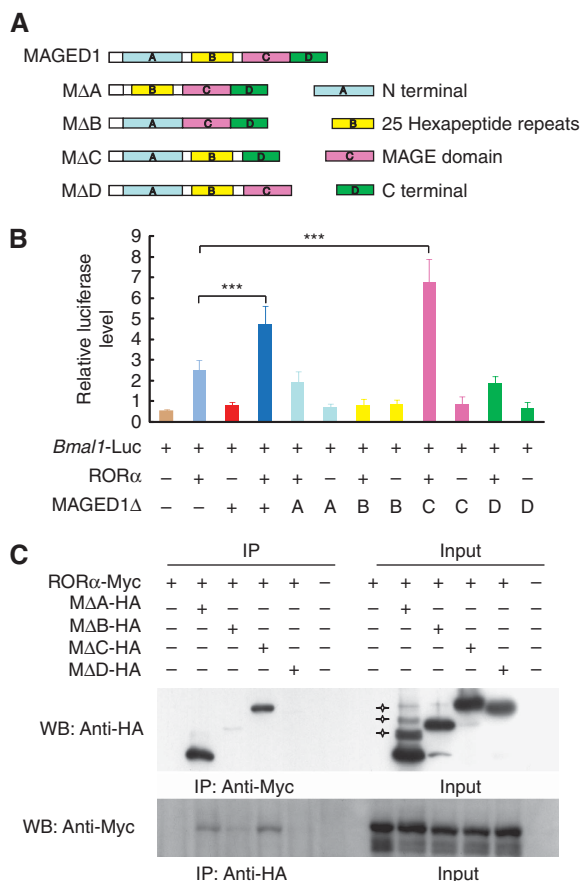 A
MAGED1 A B C D
MΔA B C D A N terminal
MΔB A C D B 25 Hexapeptide repeats
MΔC A B D C MAGE domain
MΔD A B C D C terminal
B
Relative luciferase level
9
8
7
6
5
4
3
2
1
0
*** ***
Bmal1-Luc + + + + + + + + + + + +
RORα – + – + + – + – + – + –
MAGED1Δ – – + + A A B B C C D D
C
IP Input
RORα-Myc + + + + + – + + + + + –
MΔA-HA – + – – – – – + – – – –
MΔB-HA – – + – – – – – + – – –
MΔC-HA – – – + – – – – – + – –
MΔD-HA – – – – + – – – – – + –
WB: Anti-HA
IP: Anti-Myc Input
WB: Anti-Myc
IP: Anti-HA Input